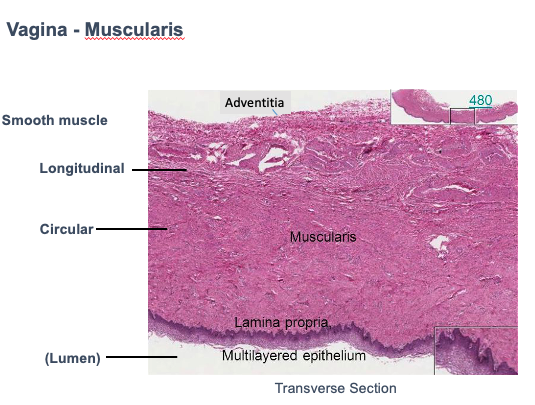 Vagina - Muscularis
Adventitia
480
Smooth muscle
Longitudinal
Circular
Muscularis
Lamina propria,
(Lumen)
Multilayered epithelium
Transverse Section